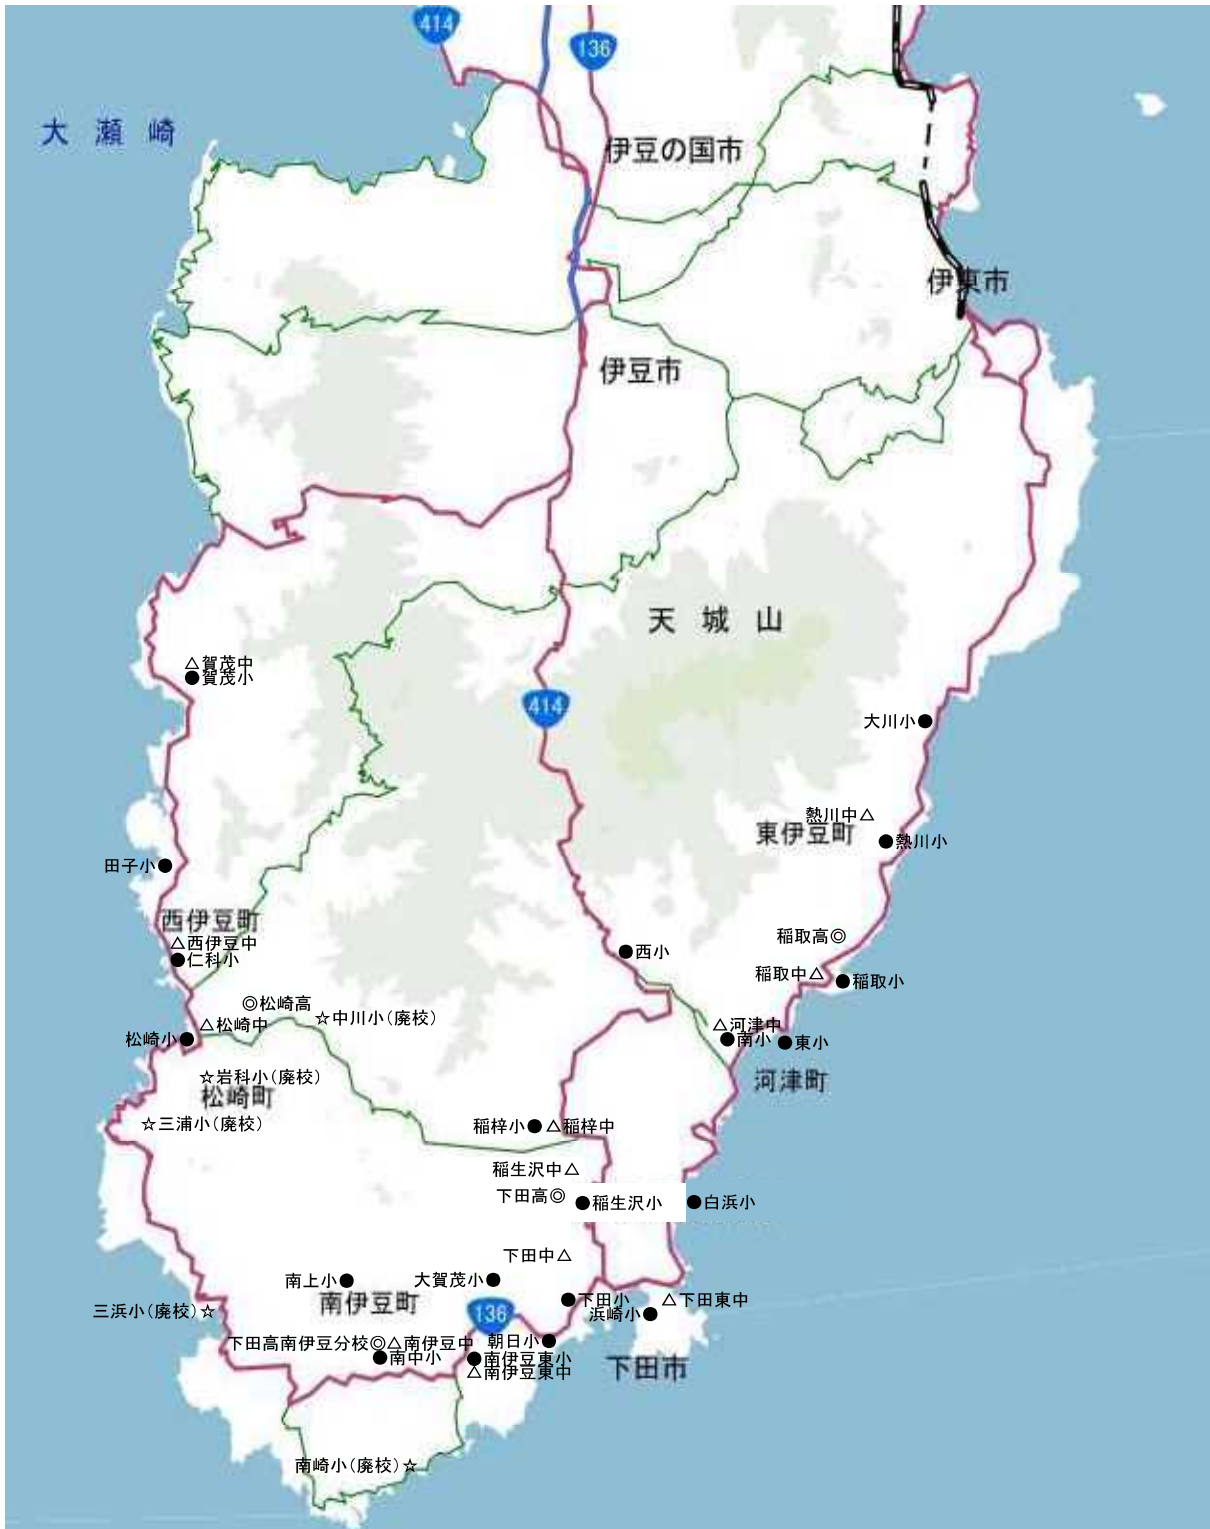 414
136
大瀬崎
伊豆の国市
伊東市
伊豆市
天城山
△賀茂中
●賀茂小
414
大川小●
熱川中△
東伊豆町
●熱川小
田子小●
西伊豆町
△西伊豆中
●仁科小
稲取高◎
●西小
稲取中△
●稲取小
◎松崎高
☆中川小（廃校）
△松崎中
松崎小●
△河津中
●南小
●東小
☆岩科小（廃校）
松崎町
河津町
☆三浦小（廃校）
稲梓小●△稲梓中
稲生沢中△
下田高◎
●稲生沢小
●白浜小
下田中△
南上小●
大賀茂小●
南伊豆町
●下田小
△下田東中
三浜小（廃校）☆
136
浜崎小●
下田高南伊豆分校◎△南伊豆中
朝日小●
●南中小
●南伊豆東小
△南伊豆東中
下田市
南崎小（廃校）☆